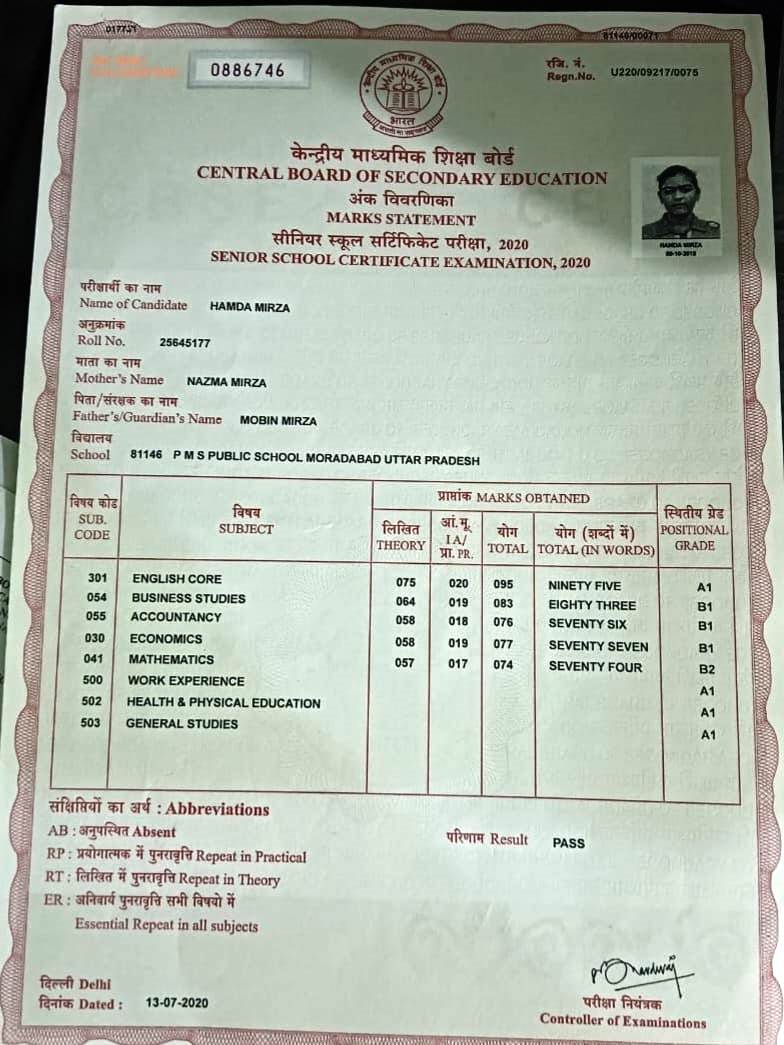 017751
81146/00071
0886746
रजि. नं.
Regn.No. U220/09217/0075
केन्द्रीय माध्यमिक शिक्षा बोर्ड
भारत
केन्द्रीय माध्यमिक शिक्षा बोर्ड
CENTRAL BOARD OF SECONDARY EDUCATION
अंक विवरणिका
MARKS STATEMENT
सीनियर स्कूल सर्टिफिकेट परीक्षा, 2020
SENIOR SCHOOL CERTIFICATE EXAMINATION, 2020
HAMDA MIRZA
परीक्षार्थी का नाम
Name of Candidate HAMDA MIRZA
अनुक्रमांक
Roll No. 25645177
माता का नाम
Mother's Name NAZMA MIRZA
पिता/संरक्षक का नाम
Father's/Guardian's Name MOBIN MIRZA
विद्यालय
School 81146 P M S PUBLIC SCHOOL MORADABAD UTTAR PRADESH
विषय कोड SUB. CODE
विषय SUBJECT
प्राप्तांक MARKS OBTAINED
लिखित THEORY
आं.मू. I A/ प्रा. PR.
योग TOTAL
योग (शब्दों में) TOTAL (IN WORDS)
स्थितीय ग्रेड POSITIONAL GRADE
301 ENGLISH CORE 075 020 095 NINETY FIVE A1
054 BUSINESS STUDIES 064 019 083 EIGHTY THREE B1
055 ACCOUNTANCY 058 018 076 SEVENTY SIX B1
030 ECONOMICS 058 019 077 SEVENTY SEVEN B1
041 MATHEMATICS 057 017 074 SEVENTY FOUR B2
500 WORK EXPERIENCE A1
502 HEALTH & PHYSICAL EDUCATION A1
503 GENERAL STUDIES A1
संक्षिप्तियों का अर्थ : Abbreviations
AB : अनुपस्थित Absent
परिणाम Result PASS
RP : प्रयोगात्मक में पुनरावृत्ति Repeat in Practical
RT : लिखित में पुनरावृत्ति Repeat in Theory
ER : अनिवार्य पुनरावृत्ति सभी विषयो में
Essential Repeat in all subjects
दिल्ली Delhi
दिनांक Dated : 13-07-2020
परीक्षा नियंत्रक
Controller of Examinations